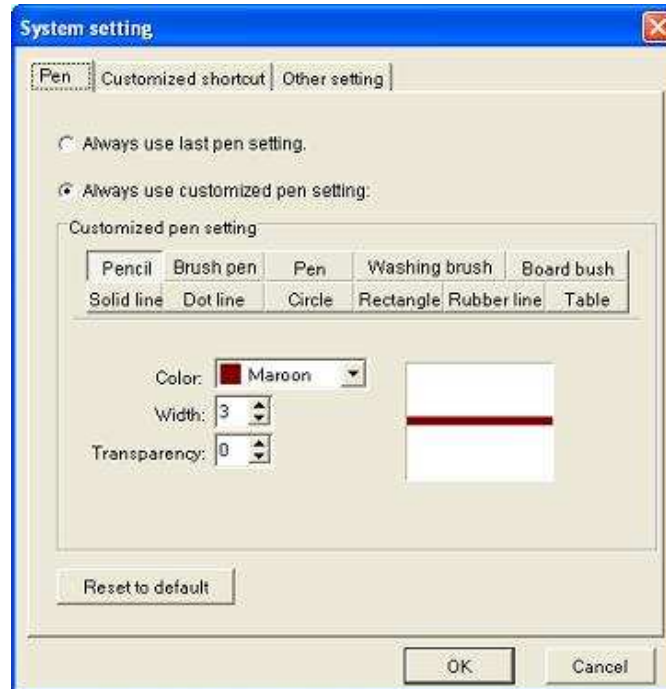 System setting
Pen Customized shortcut Other setting
Always use last pen setting.
Always use customized pen setting:
Customized pen setting
Pencil Brush pen Pen Washing brush Board bush
Solid line Dot line Circle Rectangle Rubber line Table
Color: Maroon
Width: 3
Transparency: 0
Reset to default
OK Cancel